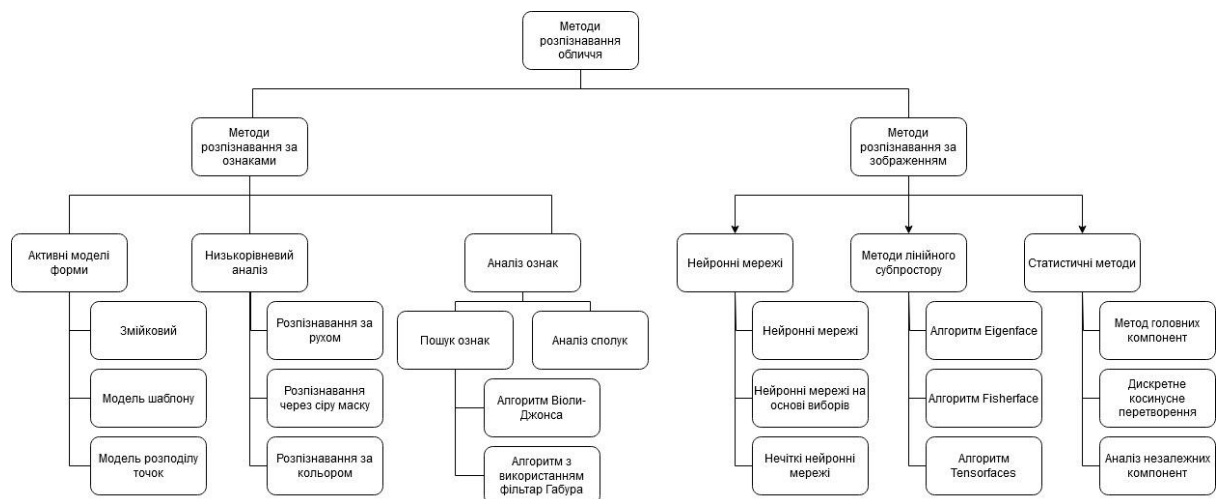 Методи
розпізнавання
обличчя
Методи
розпізнавання за
ознаками
Методи
розпізнавання за
зображенням
Активні моделі
форми
Низькорівневий
аналіз
Аналіз ознак
Нейронні мережі
Методи лінійного
субпростору
Статистичні методи
Змійковий
Розпізнавання за
рухом
Пошук ознак
Аналіз сполук
Нейронні мережі
Алгоритм Eigenface
Метод головних
компонент
Модель шаблону
Розпізнавання
через сіру маску
Алгоритм Віоли-
Джонса
Нейронні мережі на
основі виборів
Алгоритм Fisherface
Дискретне
косинусне
перетворення
Модель розподілу
точок
Розпізнавання за
кольором
Алгоритм з
використанням
фільтар Габура
Нечіткі нейронні
мережі
Алгоритм
Tensorfaces
Аналіз незалежних
компонент